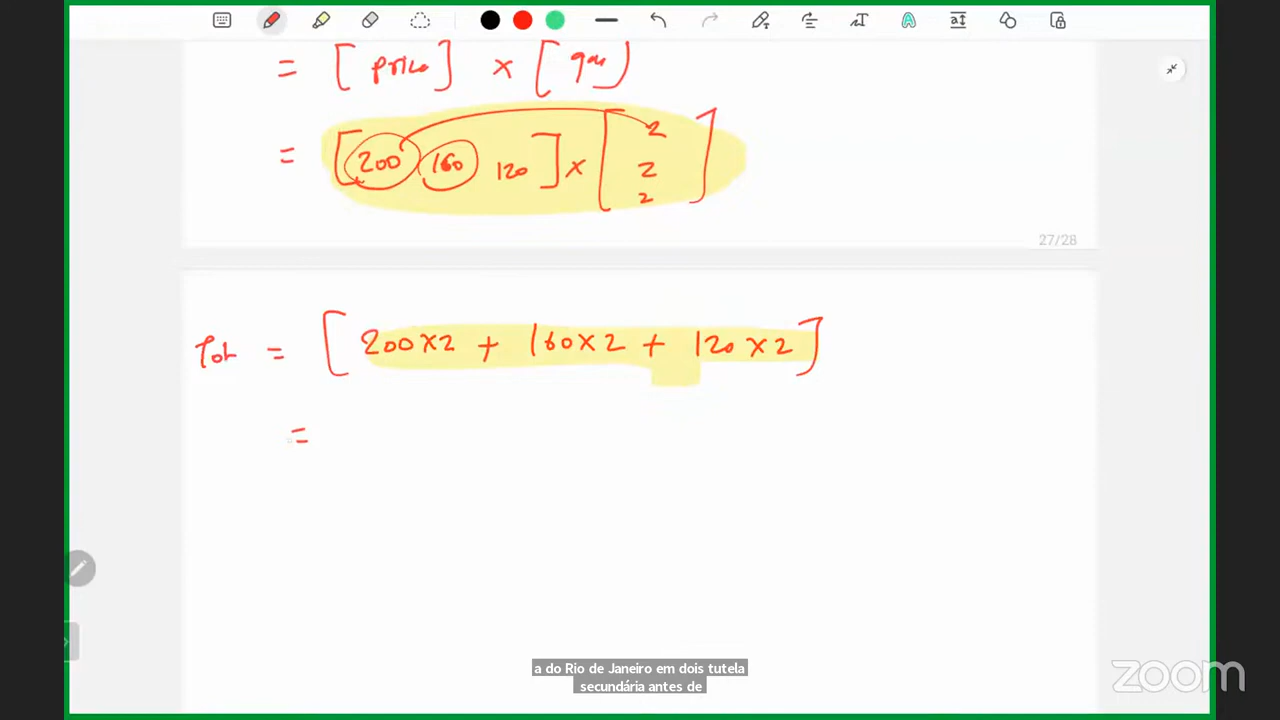 = [ price ] × [ qua ]
= [ 200 160 120 ] × [ 2
2
2 ]
27/28
Tot = [ 200×2 + 160×2 + 120×2 ]
=
a do Rio de Janeiro em dois tutela
secundária antes de
zoom